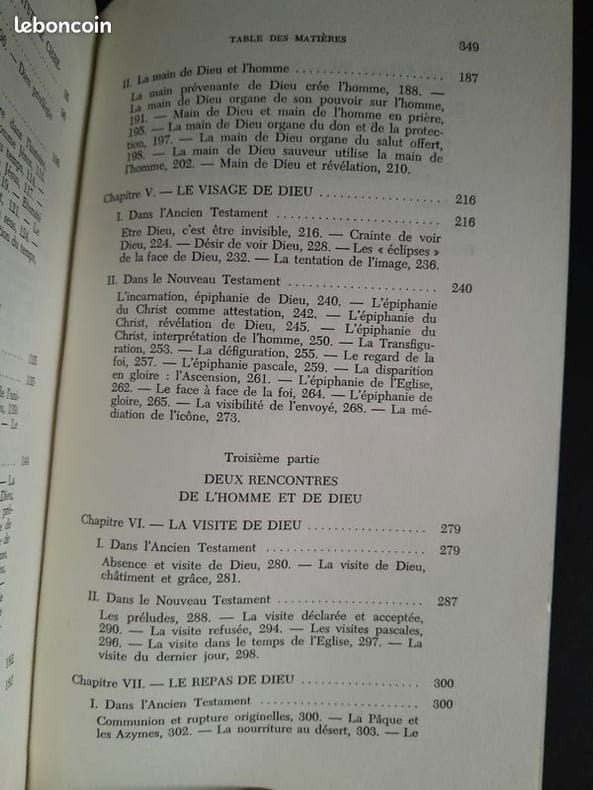 leboncoin
TABLE DES MATIÈRES
349
II. La main de Dieu et l'homme ..................... 187
La main prévenante de Dieu crée l'homme, 188. —
La main de Dieu organe de son pouvoir sur l'homme,
191. — Main de Dieu et main de l'homme en prière,
195. — La main de Dieu organe du don et de la protec-
tion, 197. — La main de Dieu organe du salut offert,
198. — La main de Dieu sauveur utilise la main de
l'homme, 202. — Main de Dieu et révélation, 210.
Chapitre V. — LE VISAGE DE DIEU .................. 216
I. Dans l'Ancien Testament ....................... 216
Etre Dieu, c'est être invisible, 216. — Crainte de voir
Dieu, 224. — Désir de voir Dieu, 228. — Les « éclipses »
de la face de Dieu, 232. — La tentation de l'image, 236.
II. Dans le Nouveau Testament ..................... 240
L'incarnation, épiphanie de Dieu, 240. — L'épiphanie
du Christ comme attestation, 242. — L'épiphanie du
Christ, révélation de Dieu, 245. — L'épiphanie du
Christ, interprétation de l'homme, 250. — La Transfigu-
ration, 253. — La défiguration, 255. — Le regard de la
foi, 257. — L'épiphanie pascale, 259. — La disparition
en gloire : l'Ascension, 261. — L'épiphanie de l'Eglise,
262. — Le face à face de la foi, 264. — L'épiphanie de
gloire, 265. — La visibilité de l'envoyé, 268. — La mé-
diation de l'icône, 273.
Troisième partie
DEUX RENCONTRES
DE L'HOMME ET DE DIEU
Chapitre VI. — LA VISITE DE DIEU .................. 279
I. Dans l'Ancien Testament ....................... 279
Absence et visite de Dieu, 280. — La visite de Dieu,
châtiment et grâce, 281.
II. Dans le Nouveau Testament ..................... 287
Les préludes, 288. — La visite déclarée et acceptée,
290. — La visite refusée, 294. — Les visites pascales,
296. — La visite dans le temps de l'Eglise, 297. — La
visite du dernier jour, 298.
Chapitre VII. — LE REPAS DE DIEU .................. 300
I. Dans l'Ancien Testament ....................... 300
Communion et rupture originelles, 300. — La Pâque et
les Azymes, 302. — La nourriture au désert, 303. — Le